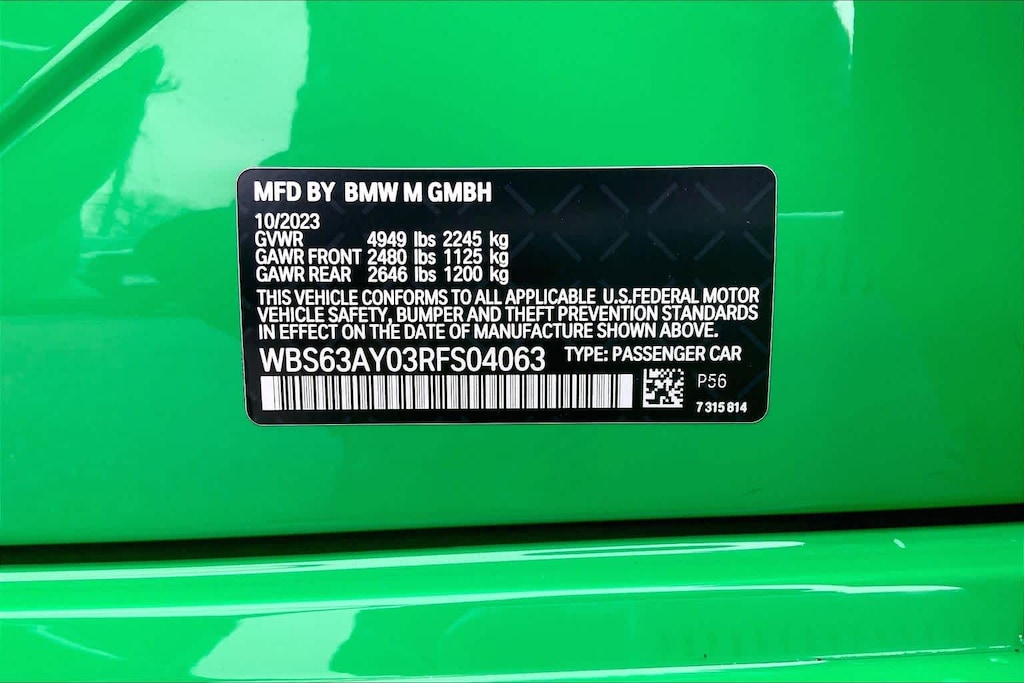 MFD BY BMW M GMBH
10/2023
GVWR 4949 lbs 2245 kg
GAWR FRONT 2480 lbs 1125 kg
GAWR REAR 2646 lbs 1200 kg
THIS VEHICLE CONFORMS TO ALL APPLICABLE U.S.FEDERAL MOTOR
VEHICLE SAFETY, BUMPER AND THEFT PREVENTION STANDARDS
IN EFFECT ON THE DATE OF MANUFACTURE SHOWN ABOVE.
WBS63AY03RFS04063 TYPE: PASSENGER CAR
P56
7 315 814